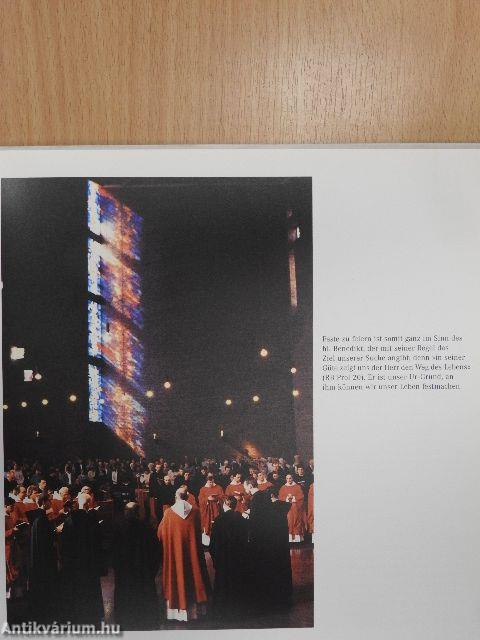 Feste zu feiern ist somit ganz im Sinn des
hl. Benedikt, der mit seiner Regel das
Ziel unserer Suche angibt, denn »in seiner
Güte zeigt uns der Herr den Weg des Lebens«
(RB Prol 20). Er ist unser Ur-Grund, an
ihm können wir unser Leben festmachen.
Antikvárium.hu